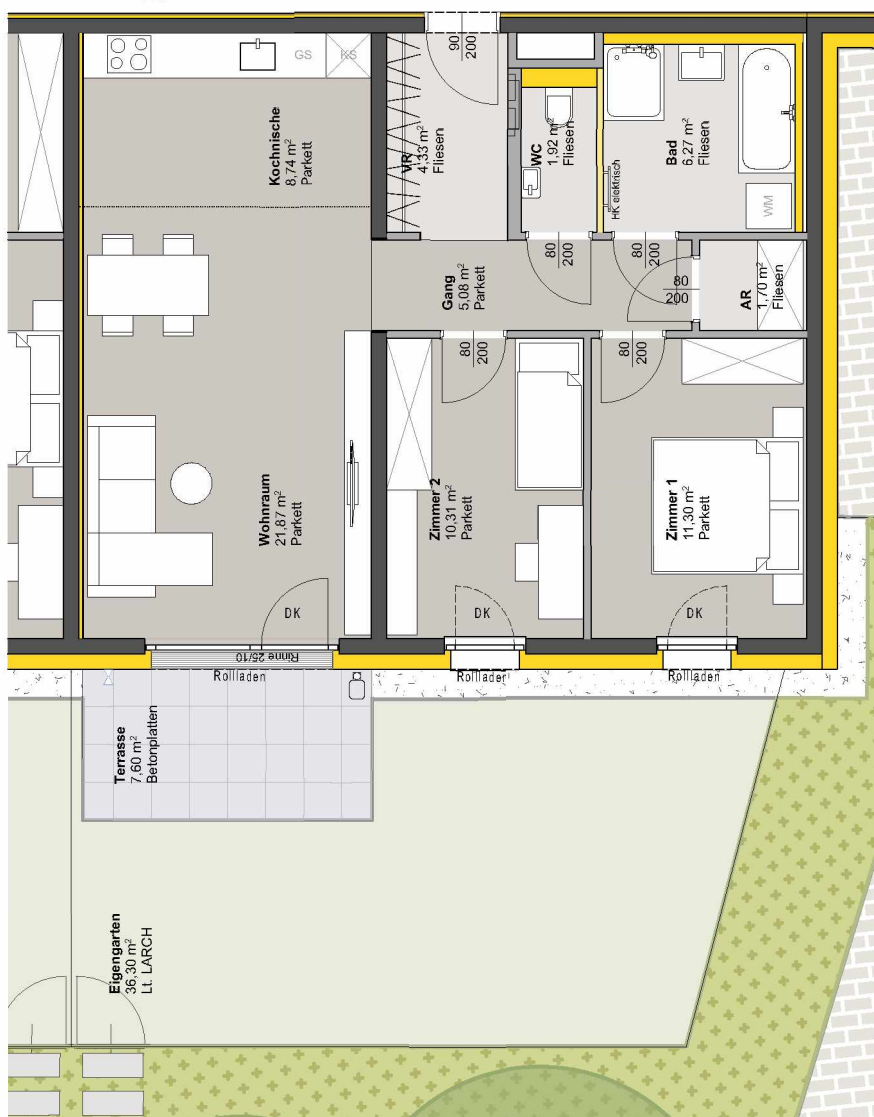 90
200
GS
KS
Kochnische
8,74 m²
Parkett
VR
4,33 m²
Fliesen
WC
1,92 m²
Fliesen
HK elektrisch
Bad
6,27 m²
Fliesen
WM
80
200
80
200
Gang
5,08 m²
Parkett
80
200
AR
1,70 m²
Fliesen
80
200
80
200
Wohnraum
21,87 m²
Parkett
Zimmer 2
10,31 m²
Parkett
Zimmer 1
11,30 m²
Parkett
DK
DK
DK
Rinne 25/10
Rollladen
Rollladen
Rollladen
Terrasse
7,60 m²
Betonplatten
Eigengarten
36,30 m²
Lt. LARCH